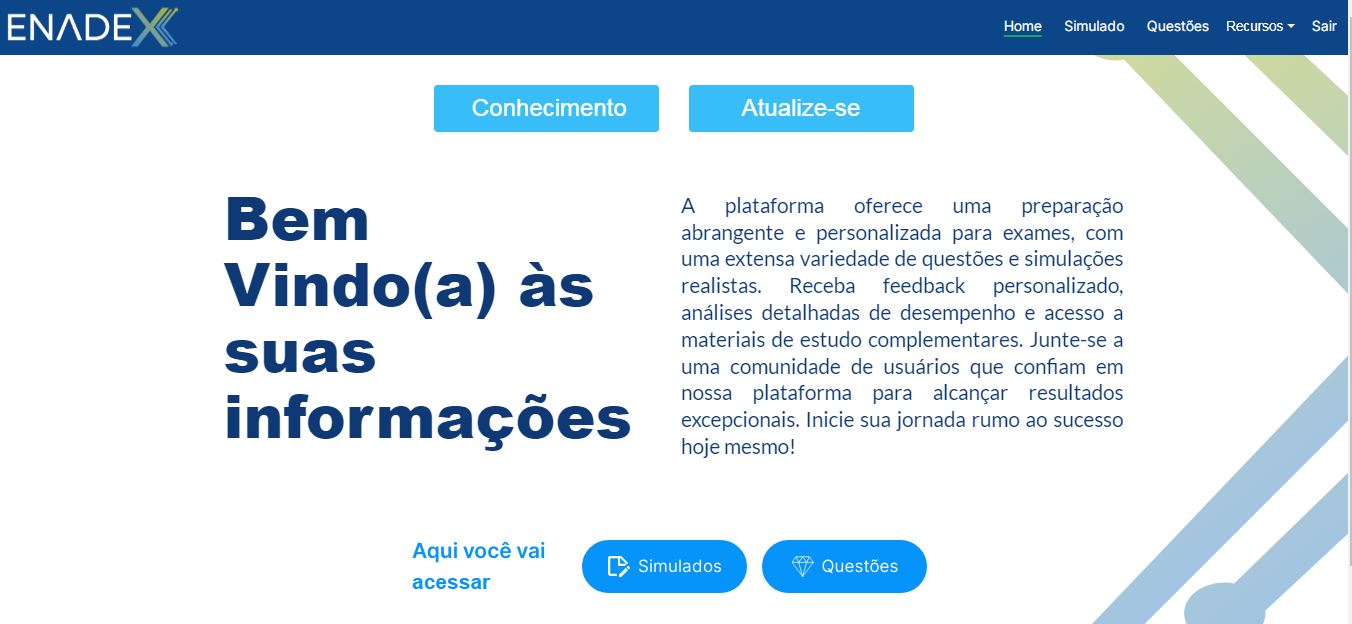 ENADEX
Home Simulado Questões Recursos Sair
Conhecimento Atualize-se
Bem
Vindo(a) às
suas
informações
A plataforma oferece uma preparação
abrangente e personalizada para exames, com
uma extensa variedade de questões e simulações
realistas. Receba feedback personalizado,
análises detalhadas de desempenho e acesso a
materiais de estudo complementares. Junte-se a
uma comunidade de usuários que confiam em
nossa plataforma para alcançar resultados
excepcionais. Inicie sua jornada rumo ao sucesso
hoje mesmo!
Aqui você vai
acessar
Simulados Questões